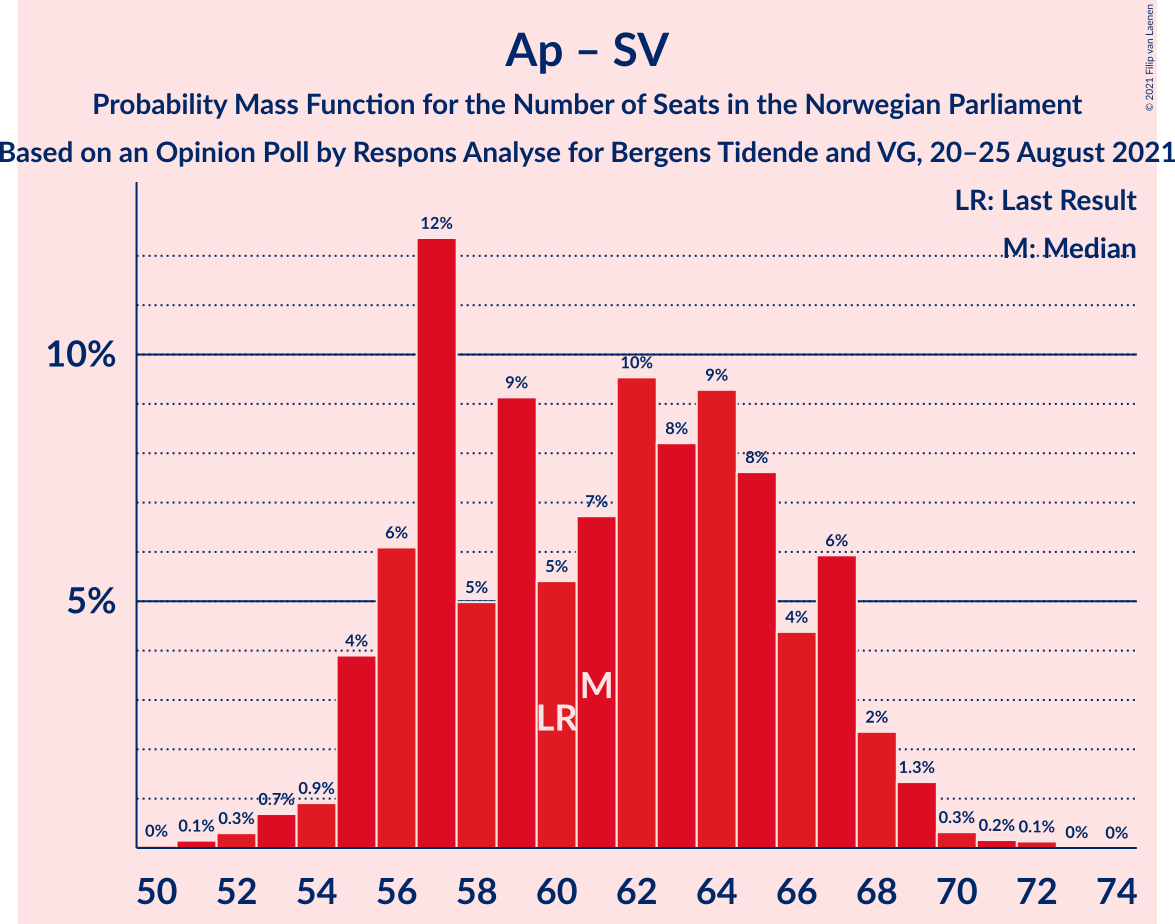 Ap – SV
Probability Mass Function for the Number of Seats in the Norwegian Parliament
Based on an Opinion Poll by Respons Analyse for Bergens Tidende and VG, 20–25 August 2021
© 2021 Filip van Laenen
LR: Last Result
M: Median
10%
5%
0% 0.1% 0.3% 0.7% 0.9% 4% 6% 12% 5% 9% 5% 7% 10% 8% 9% 8% 4% 6% 2% 1.3% 0.3% 0.2% 0.1% 0% 0%
M
LR
50 52 54 56 58 60 62 64 66 68 70 72 74